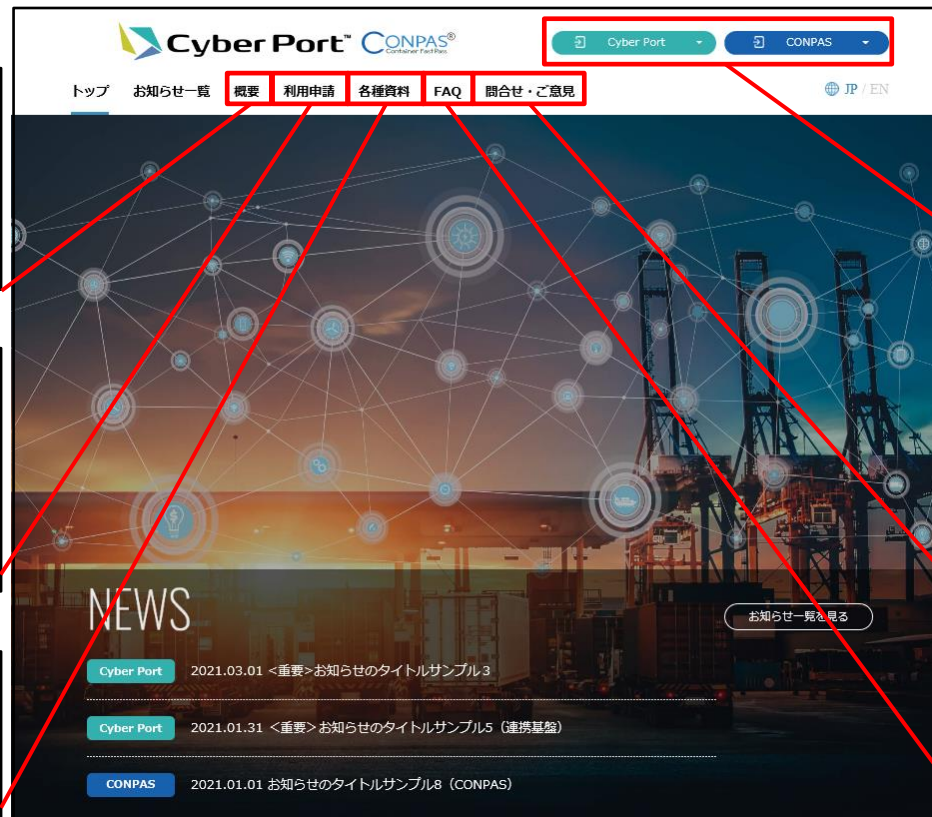 Cyber Port™ CONPAS®
Container Fast Pass
Cyber Port
CONPAS
トップ お知らせ一覧 概要 利用申請 各種資料 FAQ 問合せ・ご意見
JP / EN
NEWS
お知らせ一覧を見る
Cyber Port 2021.03.01 <重要>お知らせのタイトルサンプル3
Cyber Port 2021.01.31 <重要>お知らせのタイトルサンプル5（連携基盤）
CONPAS 2021.01.01 お知らせのタイトルサンプル8（CONPAS）